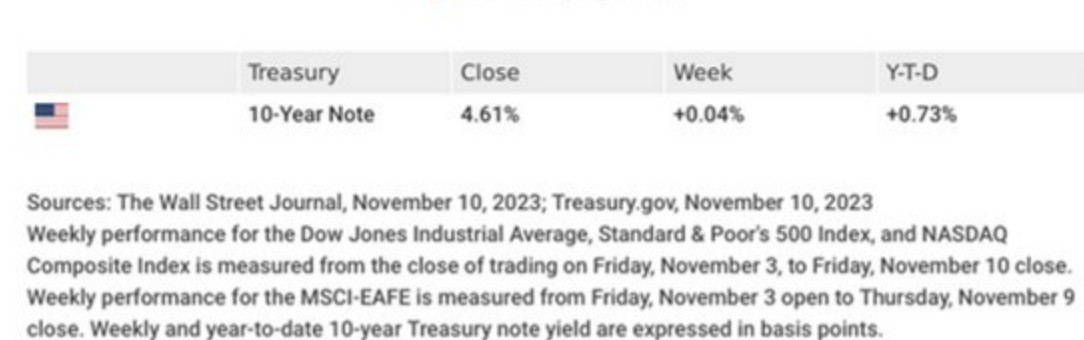 Treasury Close Week Y-T-D
10-Year Note 4.61% +0.04% +0.73%
Sources: The Wall Street Journal, November 10, 2023; Treasury.gov, November 10, 2023
Weekly performance for the Dow Jones Industrial Average, Standard & Poor's 500 Index, and NASDAQ
Composite Index is measured from the close of trading on Friday, November 3, to Friday, November 10 close.
Weekly performance for the MSCI-EAFE is measured from Friday, November 3 open to Thursday, November 9
close. Weekly and year-to-date 10-year Treasury note yield are expressed in basis points.